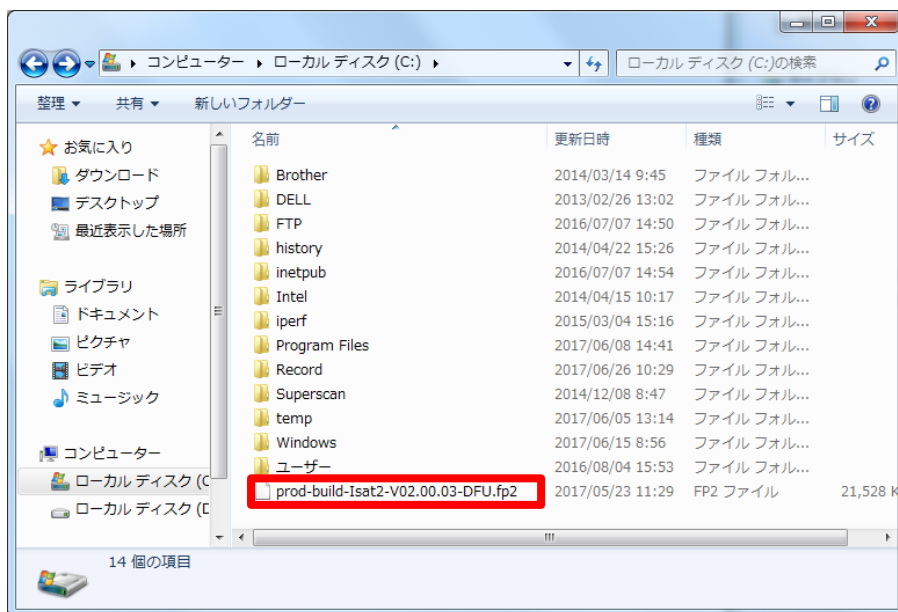 コンピューター ローカル ディスク (C:)
ローカル ディスク (C:)の検索
整理 共有 新しいフォルダー
お気に入り
ダウンロード
デスクトップ
最近表示した場所
ライブラリ
ドキュメント
ピクチャ
ビデオ
ミュージック
コンピューター
ローカル ディスク (C
ローカル ディスク (D
名前 更新日時 種類 サイズ
Brother 2014/03/14 9:45 ファイル フォル...
DELL 2013/02/26 13:02 ファイル フォル...
FTP 2016/07/07 14:50 ファイル フォル...
history 2014/04/22 15:26 ファイル フォル...
inetpub 2016/07/07 14:54 ファイル フォル...
Intel 2014/04/15 10:17 ファイル フォル...
iperf 2015/03/04 15:16 ファイル フォル...
Program Files 2017/06/08 14:41 ファイル フォル...
Record 2017/06/26 10:29 ファイル フォル...
Superscan 2014/12/08 8:47 ファイル フォル...
temp 2017/06/05 13:14 ファイル フォル...
Windows 2017/06/15 8:56 ファイル フォル...
ユーザー 2016/08/04 15:53 ファイル フォル...
prod-build-Isat2-V02.00.03-DFU.fp2 2017/05/23 11:29 FP2 ファイル 21,528 K
14 個の項目